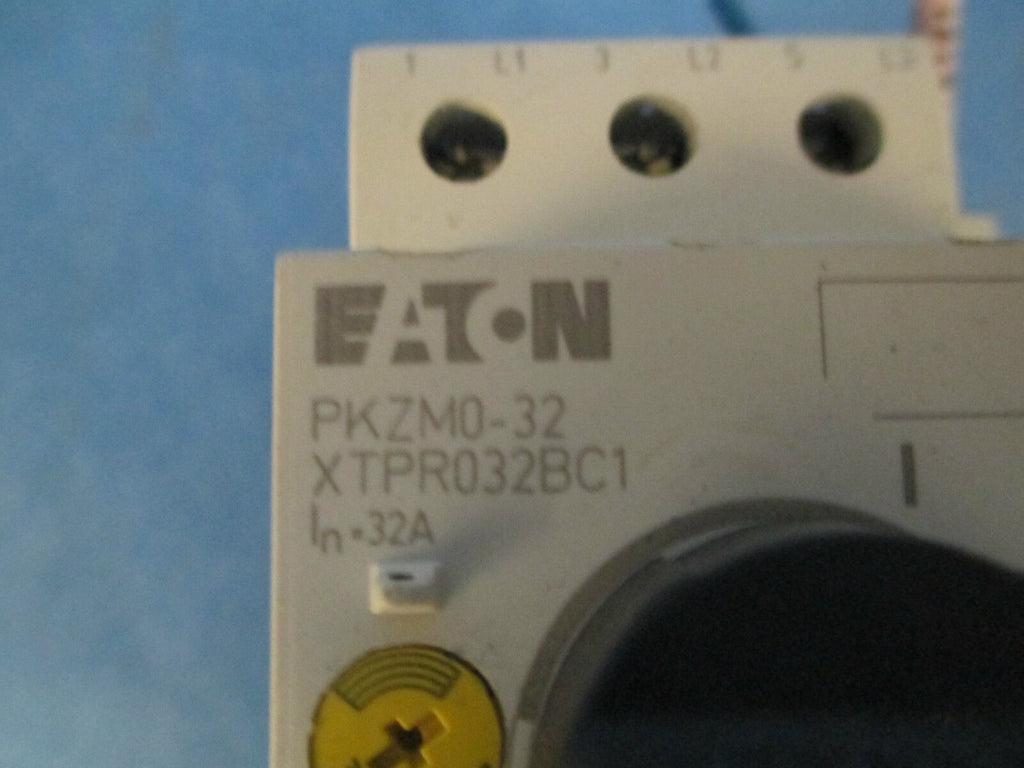 1 L1 3 L2 5 L3
EATON
PKZM0-32
XTPR032BC1
In=32A
I